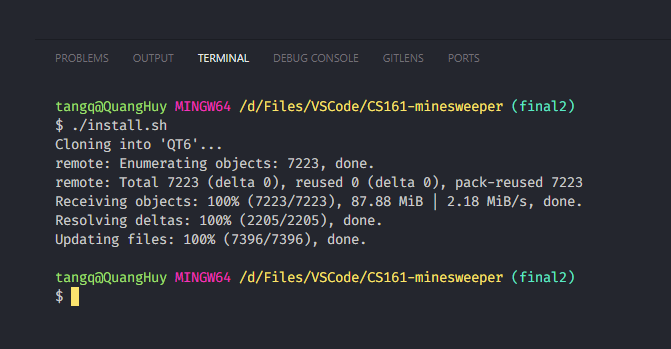 PROBLEMS OUTPUT TERMINAL DEBUG CONSOLE GITLENS PORTS
tangq@QuangHuy MINGW64 /d/Files/VSCode/CS161-minesweeper (final2)
$ ./install.sh
Cloning into 'QT6'...
remote: Enumerating objects: 7223, done.
remote: Total 7223 (delta 0), reused 0 (delta 0), pack-reused 7223
Receiving objects: 100% (7223/7223), 87.88 MiB | 2.18 MiB/s, done.
Resolving deltas: 100% (2205/2205), done.
Updating files: 100% (7396/7396), done.
tangq@QuangHuy MINGW64 /d/Files/VSCode/CS161-minesweeper (final2)
$